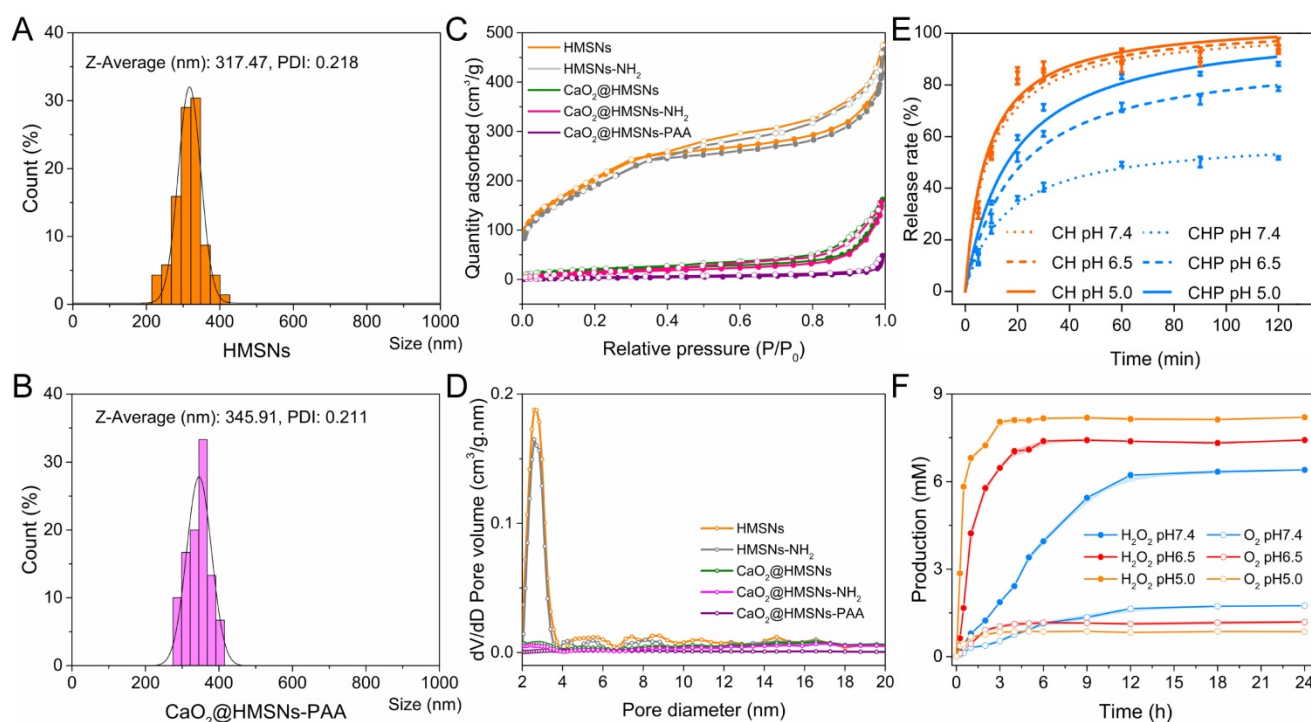 A
Z-Average (nm): 317.47, PDI: 0.218
Count (%)
40
30
20
10
0
0 200 400 600 800 1000
Size (nm)
HMSNs
B
Z-Average (nm): 345.91, PDI: 0.211
Count (%)
40
30
20
10
0
0 200 400 600 800 1000
Size (nm)
CaO₂@HMSNs-PAA
C
HMSNs
HMSNs-NH₂
CaO₂@HMSNs
CaO₂@HMSNs-NH₂
CaO₂@HMSNs-PAA
Quantity adsorbed (cm³/g)
500
400
300
200
100
0
0.0 0.2 0.4 0.6 0.8 1.0
Relative pressure (P/P₀)
D
dV/dD Pore volume (cm³/g.nm)
0.2
0.1
0.0
HMSNs
HMSNs-NH₂
CaO₂@HMSNs
CaO₂@HMSNs-NH₂
CaO₂@HMSNs-PAA
2 4 6 8 10 12 14 16 18 20
Pore diameter (nm)
E
Release rate (%)
100
80
60
40
20
0
CH pH 7.4 CHP pH 7.4
CH pH 6.5 CHP pH 6.5
CH pH 5.0 CHP pH 5.0
0 20 40 60 80 100 120
Time (min)
F
Production (mM)
9
6
3
0
H₂O₂ pH7.4 O₂ pH7.4
H₂O₂ pH6.5 O₂ pH6.5
H₂O₂ pH5.0 O₂ pH5.0
0 3 6 9 12 15 18 21 24
Time (h)